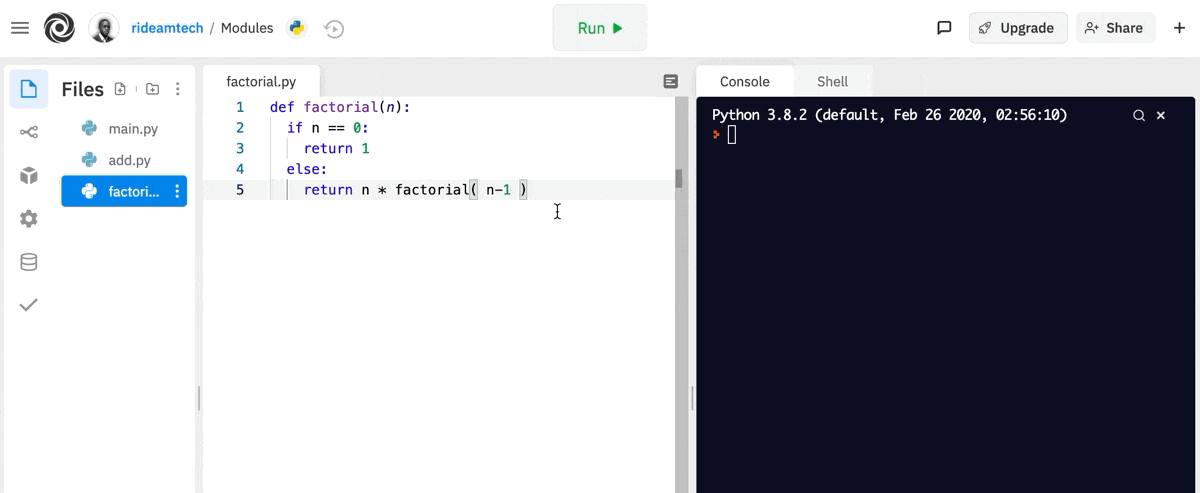 rideamtech / Modules
Run
Upgrade
Share
Files
main.py
add.py
factori...
factorial.py
1 def factorial(n):
2 if n == 0:
3 return 1
4 else:
5 return n * factorial( n-1 )
Console
Shell
Python 3.8.2 (default, Feb 26 2020, 02:56:10)